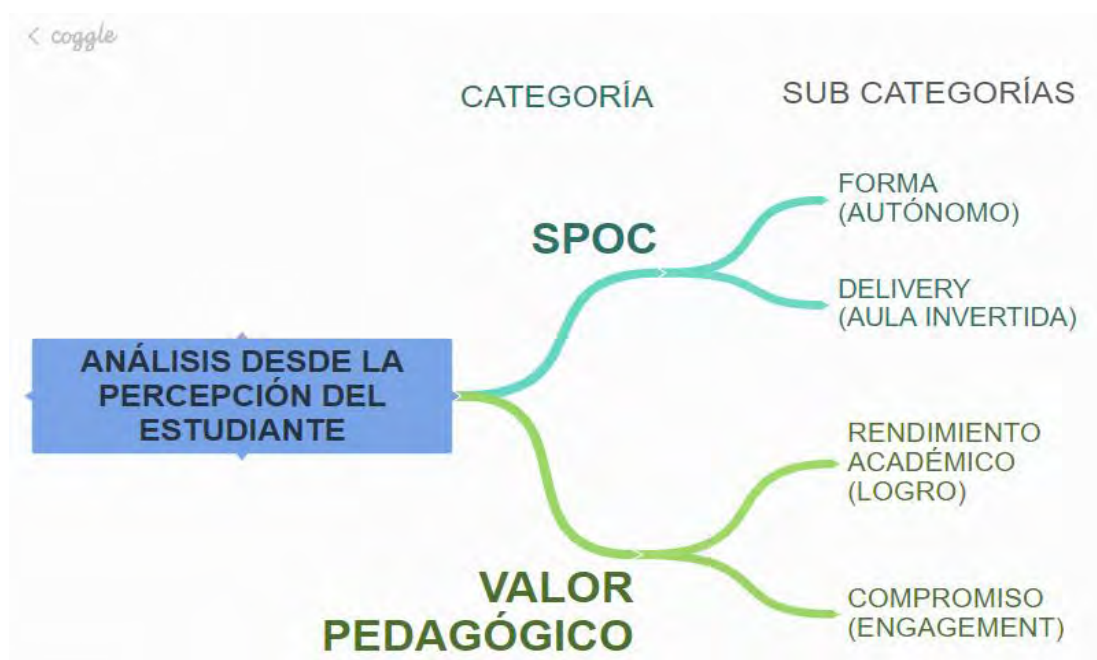 < coggle
CATEGORÍA
SUB CATEGORÍAS
SPOC
FORMA
(AUTÓNOMO)
DELIVERY
(AULA INVERTIDA)
ANÁLISIS DESDE LA
PERCEPCIÓN DEL
ESTUDIANTE
VALOR
PEDAGÓGICO
RENDIMIENTO
ACADÉMICO
(LOGRO)
COMPROMISO
(ENGAGEMENT)